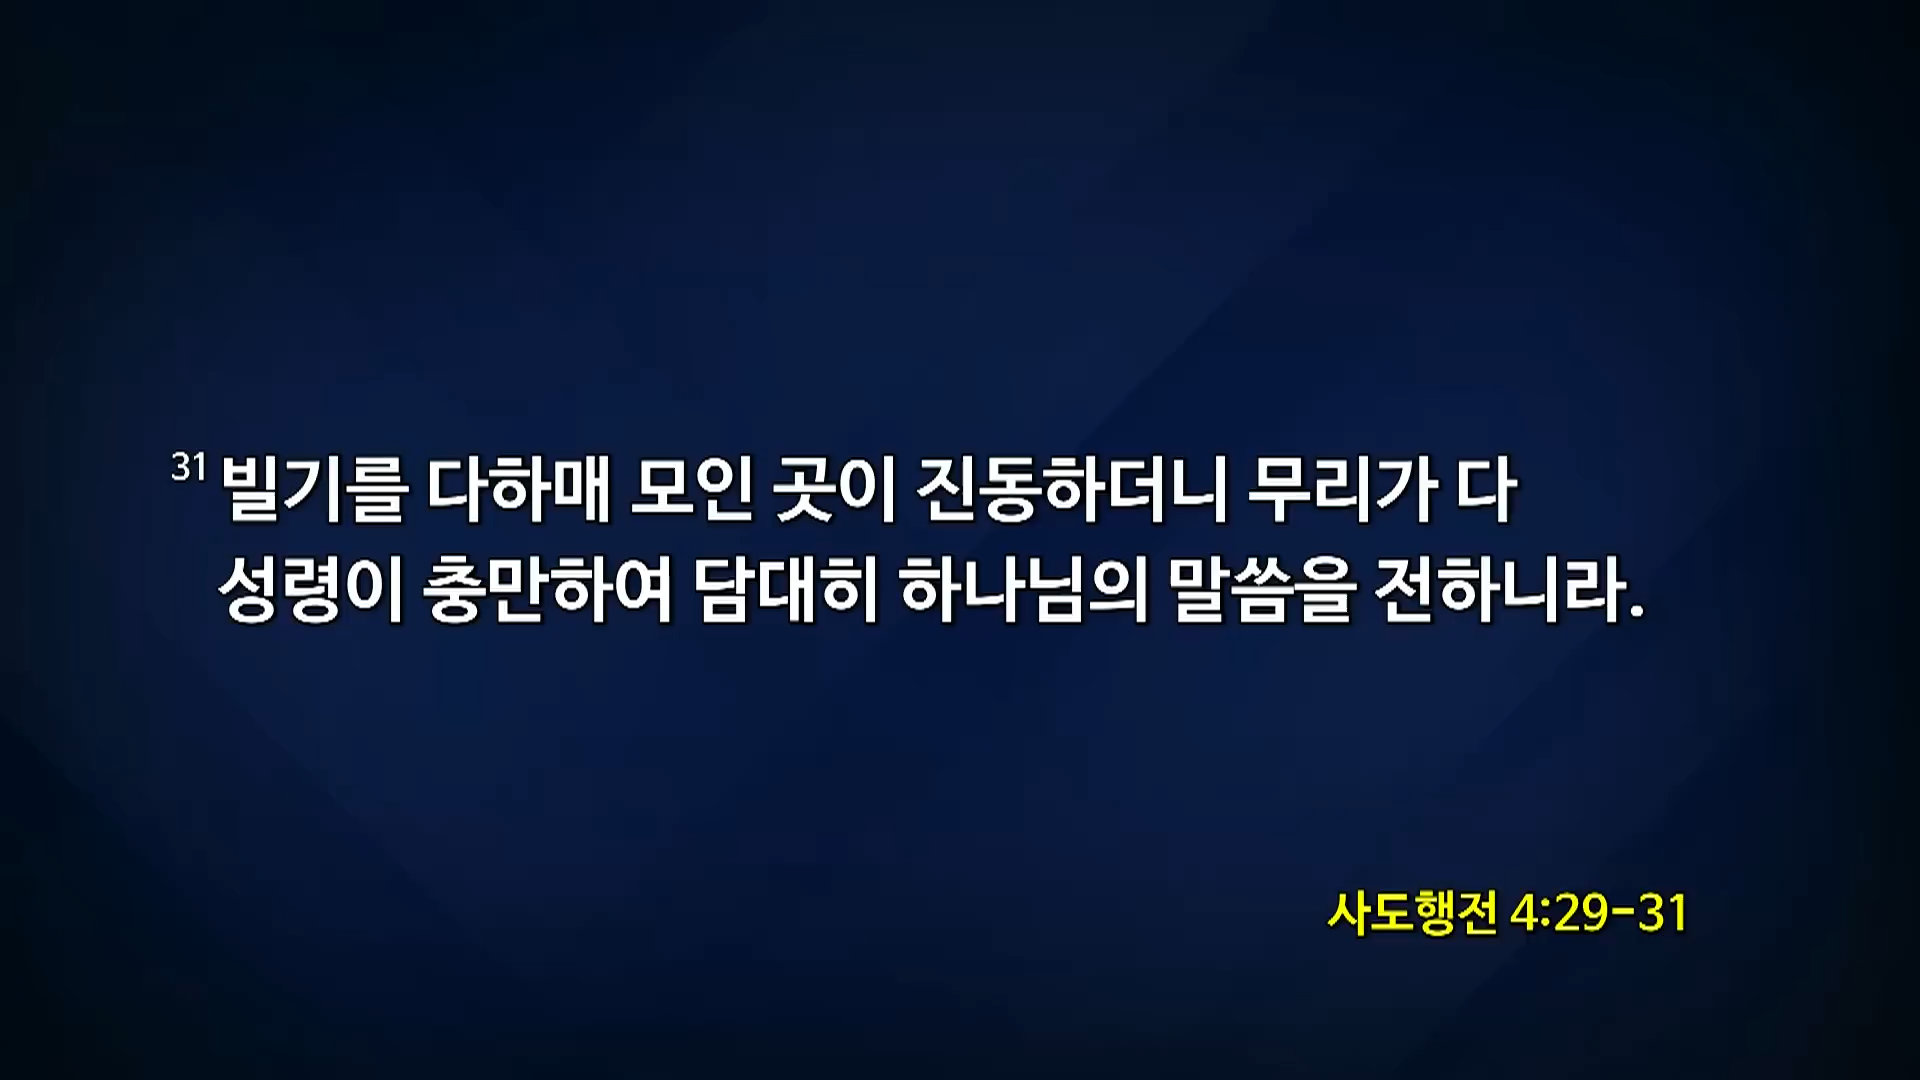 31 빌기를 다하매 모인 곳이 진동하더니 무리가 다
성령이 충만하여 담대히 하나님의 말씀을 전하니라.
사도행전 4:29-31